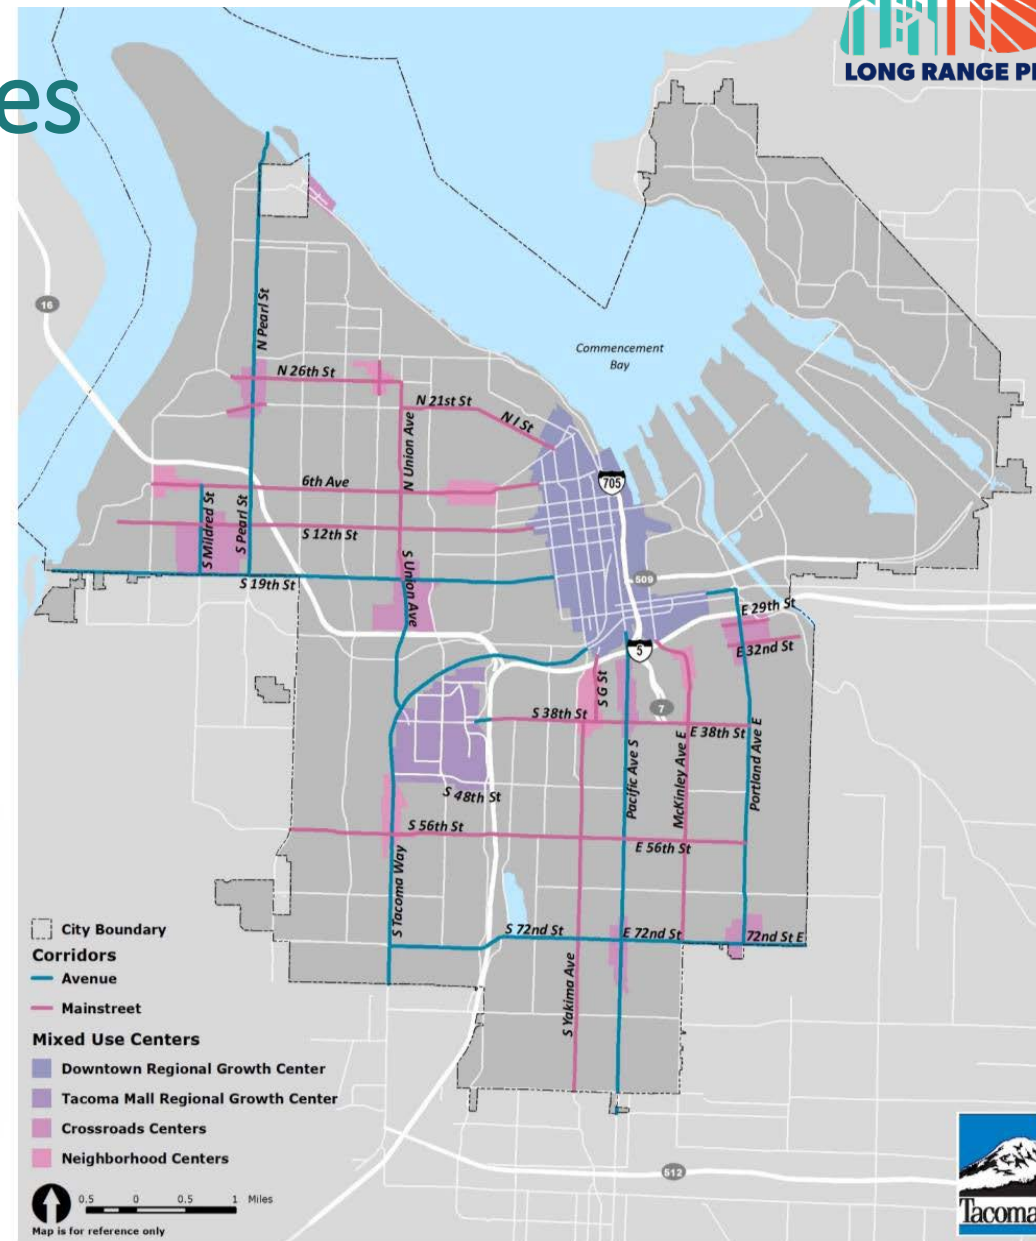 es
LONG RANGE PL
16
N Pearl St
Commencement
Bay
N 26th St
N 21st St
N I St
N Union Ave
705
6th Ave
S Mildred St
S Pearl St
S 12th St
S Union Ave
S 19th St
509
E 29th St
E 32nd St
5
S G St
7
S 38th St
E 38th St
Pacific Ave S
McKinley Ave E
Portland Ave E
S 48th St
S 56th St
E 56th St
S Tacoma Way
S 72nd St
E 72nd St
72nd St E
S Yakima Ave
512
City Boundary
Corridors
Avenue
Mainstreet
Mixed Use Centers
Downtown Regional Growth Center
Tacoma Mall Regional Growth Center
Crossroads Centers
Neighborhood Centers
0.5 0 0.5 1 Miles
Map is for reference only
Tacoma